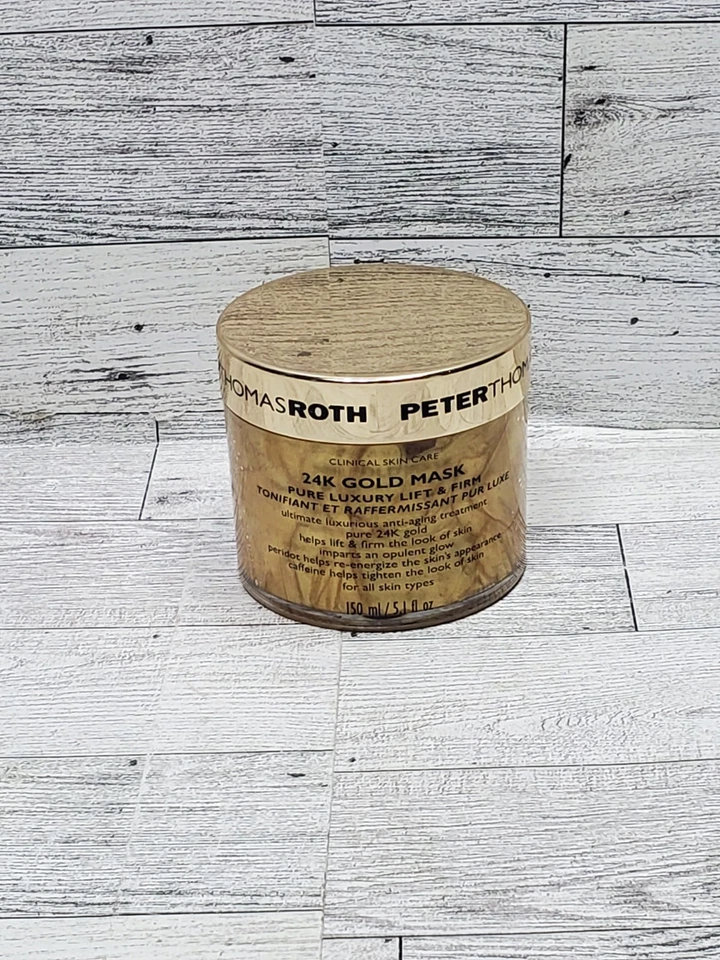 HOMASROTH PETERTHOM
CLINICAL SKIN CARE
24K GOLD MASK
PURE LUXURY LIFT & FIRM
TONIFIANT ET RAFFERMISSANT PUR LUXE
ultimate luxurious anti-aging treatment
pure 24K gold
helps lift & firm the look of skin
imparts an opulent glow
peridot helps re-energize the skin's appearance
caffeine helps tighten the look of skin
for all skin types
150 ml / 5.1 fl oz